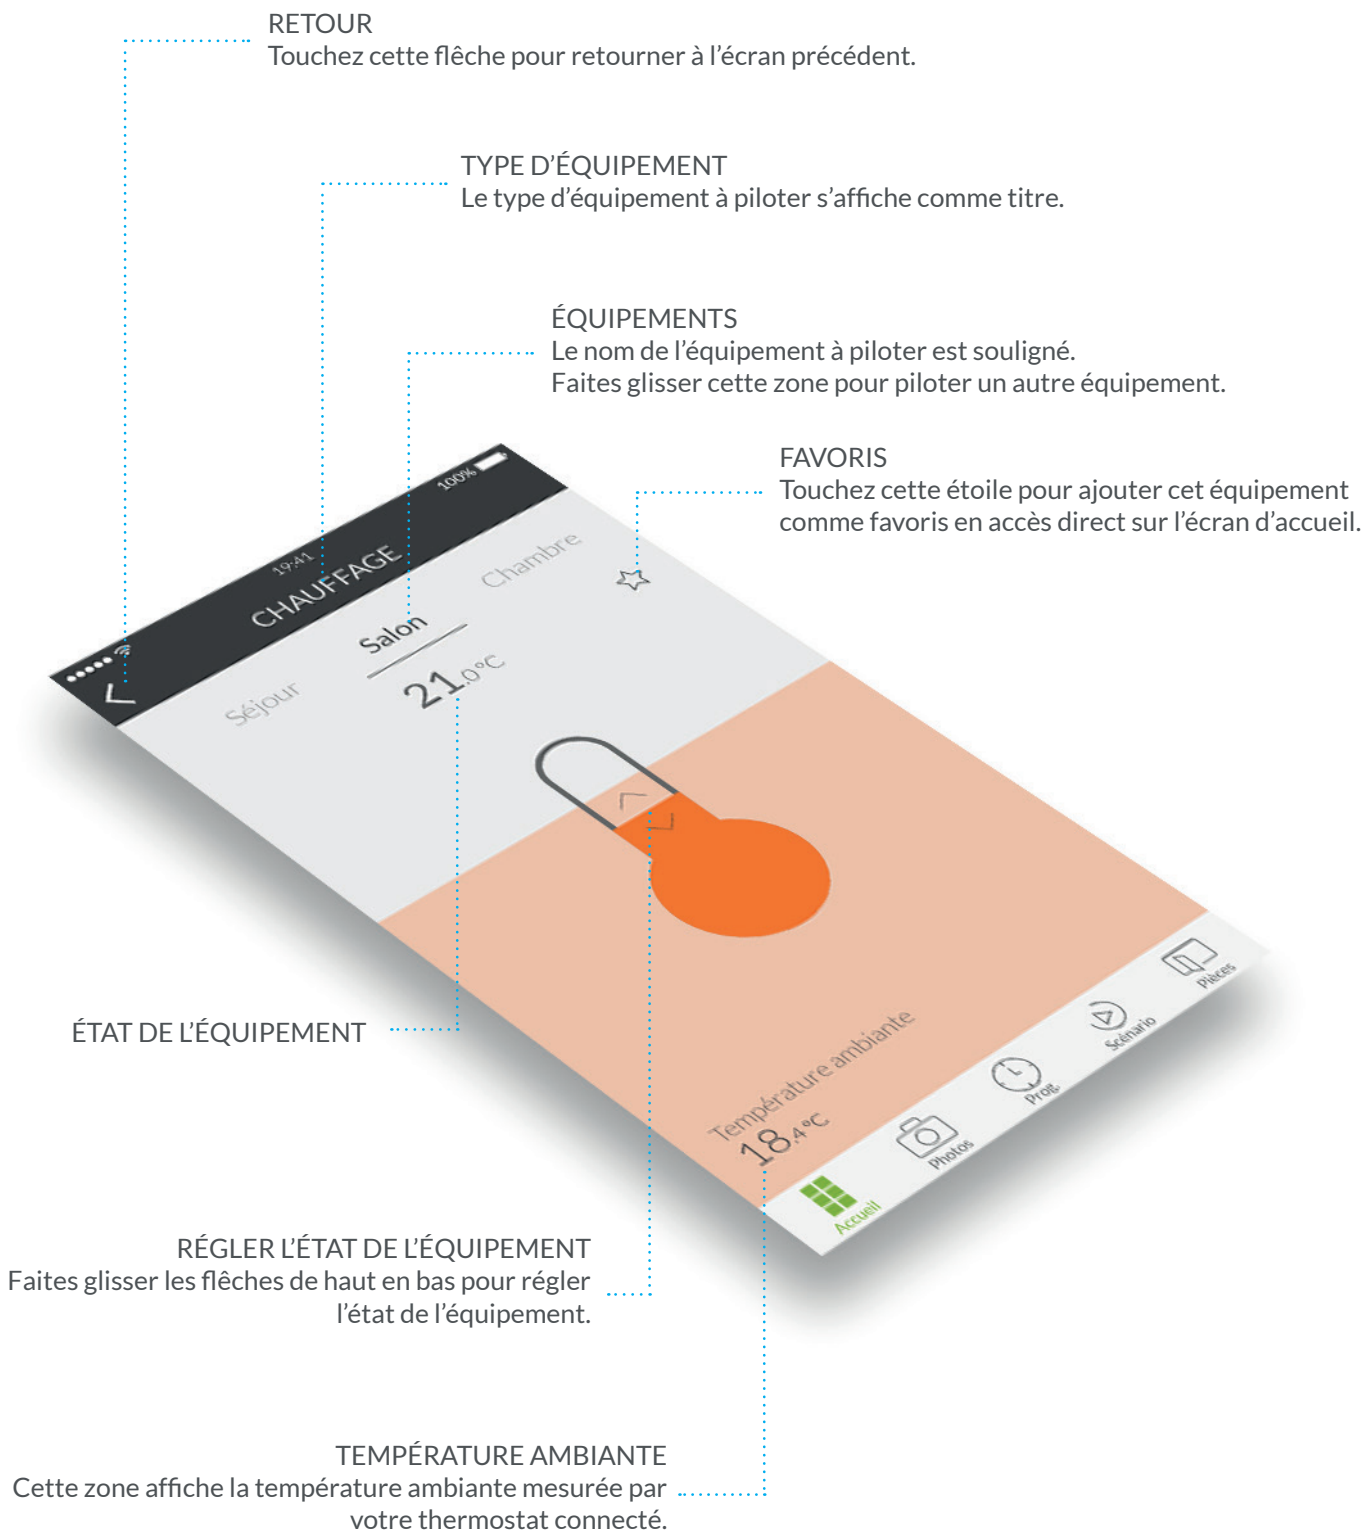 RETOUR
Touchez cette flêche pour retourner à l’écran précédent.
TYPE D’ÉQUIPEMENT
Le type d’équipement à piloter s’affiche comme titre.
ÉQUIPEMENTS
Le nom de l’équipement à piloter est souligné.
Faites glisser cette zone pour piloter un autre équipement.
FAVORIS
Touchez cette étoile pour ajouter cet équipement
comme favoris en accès direct sur l’écran d’accueil.
19:41
100%
CHAUFFAGE
Séjour
Salon
Chambre
21.0°C
Température ambiante
18.4°C
Accueil
Photos
Prog.
Scénario
Pièces
ÉTAT DE L’ÉQUIPEMENT
RÉGLER L’ÉTAT DE L’ÉQUIPEMENT
Faites glisser les flêches de haut en bas pour régler
l’état de l’équipement.
TEMPÉRATURE AMBIANTE
Cette zone affiche la température ambiante mesurée par
votre thermostat connecté.